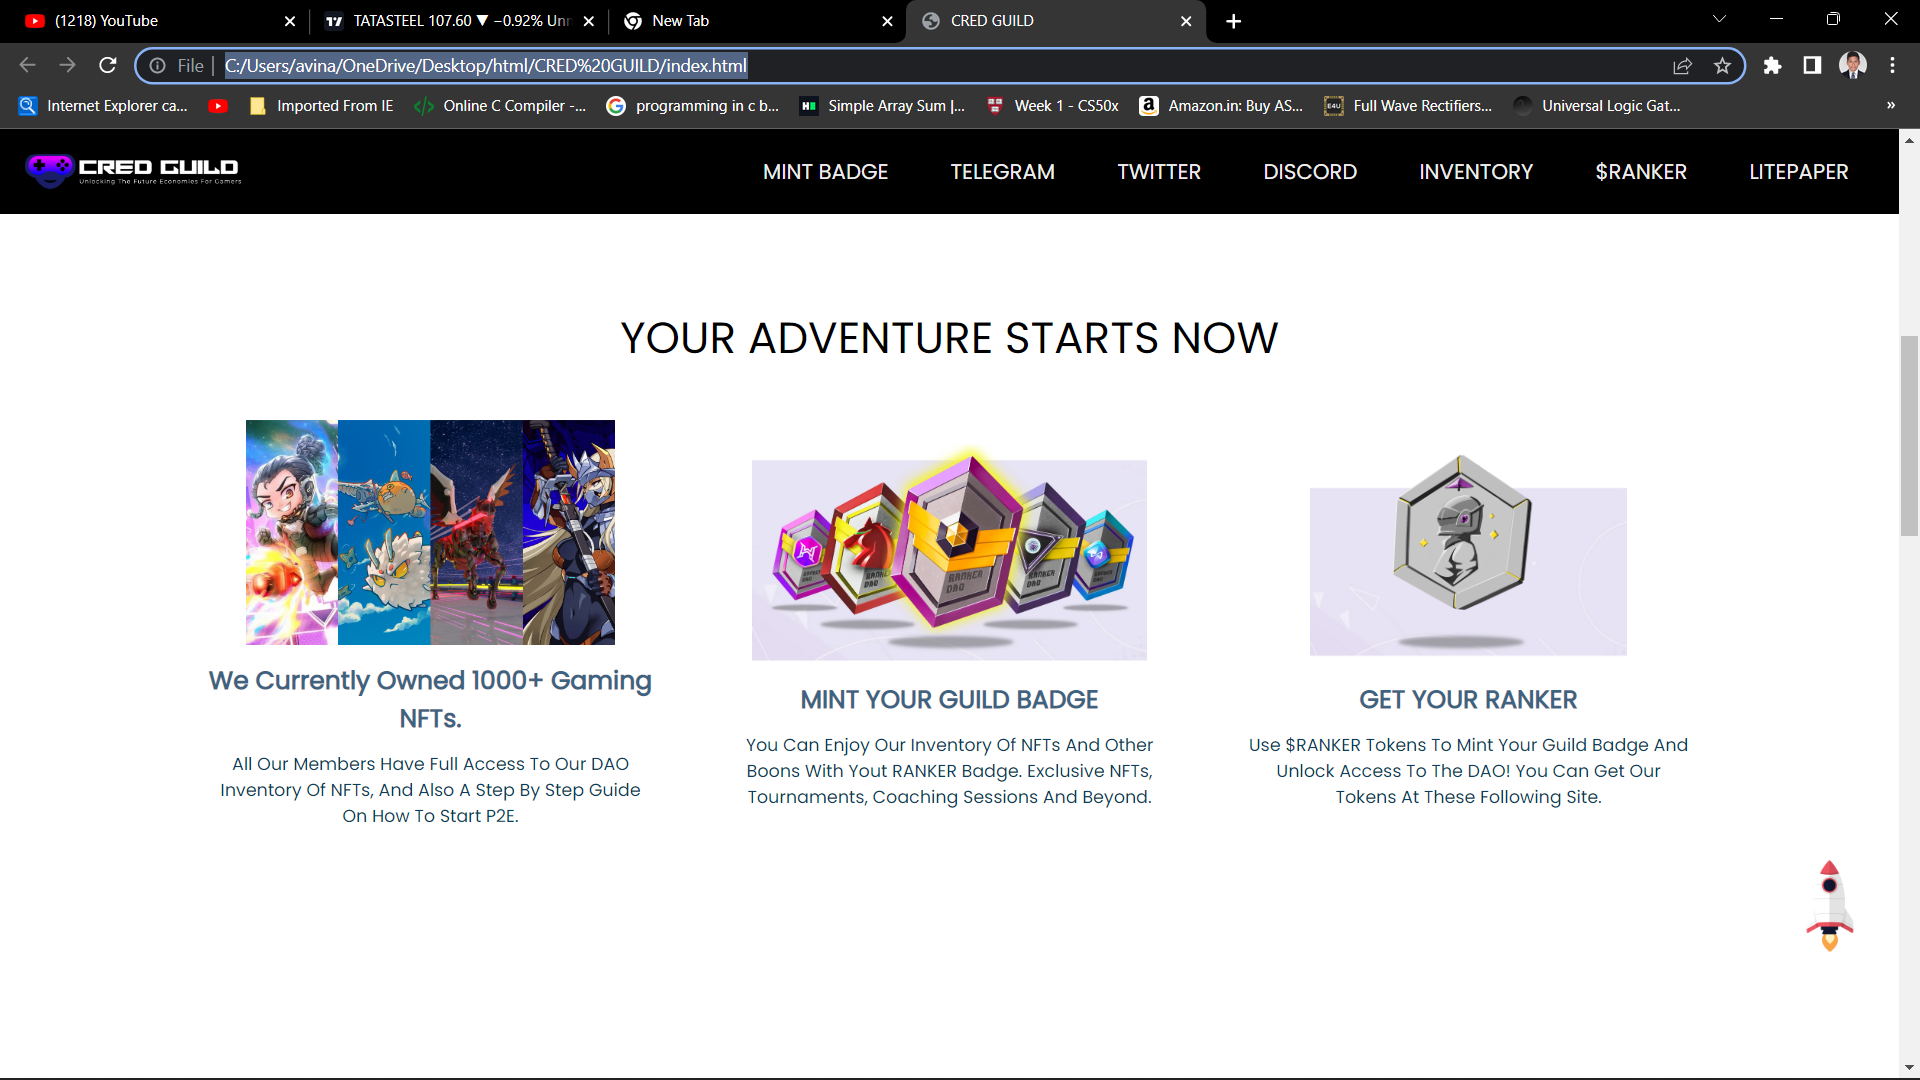 (1218) YouTube
TATASTEEL 107.60 ▼ −0.92% Unn
New Tab
CRED GUILD
File
C:/Users/avina/OneDrive/Desktop/html/CRED%20GUILD/index.html
Internet Explorer ca...
Imported From IE
Online C Compiler -...
programming in c b...
Simple Array Sum |...
Week 1 - CS50x
Amazon.in: Buy AS...
Full Wave Rectifiers...
Universal Logic Gat...
»
CRED GUILD
Unlocking The Future Economies For Gamers
MINT BADGE
TELEGRAM
TWITTER
DISCORD
INVENTORY
$RANKER
LITEPAPER
YOUR ADVENTURE STARTS NOW
RANKER
DAO
RANKER
DAO
We Currently Owned 1000+ Gaming
NFTs.
All Our Members Have Full Access To Our DAO
Inventory Of NFTs, And Also A Step By Step Guide
On How To Start P2E.
MINT YOUR GUILD BADGE
You Can Enjoy Our Inventory Of NFTs And Other
Boons With Yout RANKER Badge. Exclusive NFTs,
Tournaments, Coaching Sessions And Beyond.
GET YOUR RANKER
Use $RANKER Tokens To Mint Your Guild Badge And
Unlock Access To The DAO! You Can Get Our
Tokens At These Following Site.